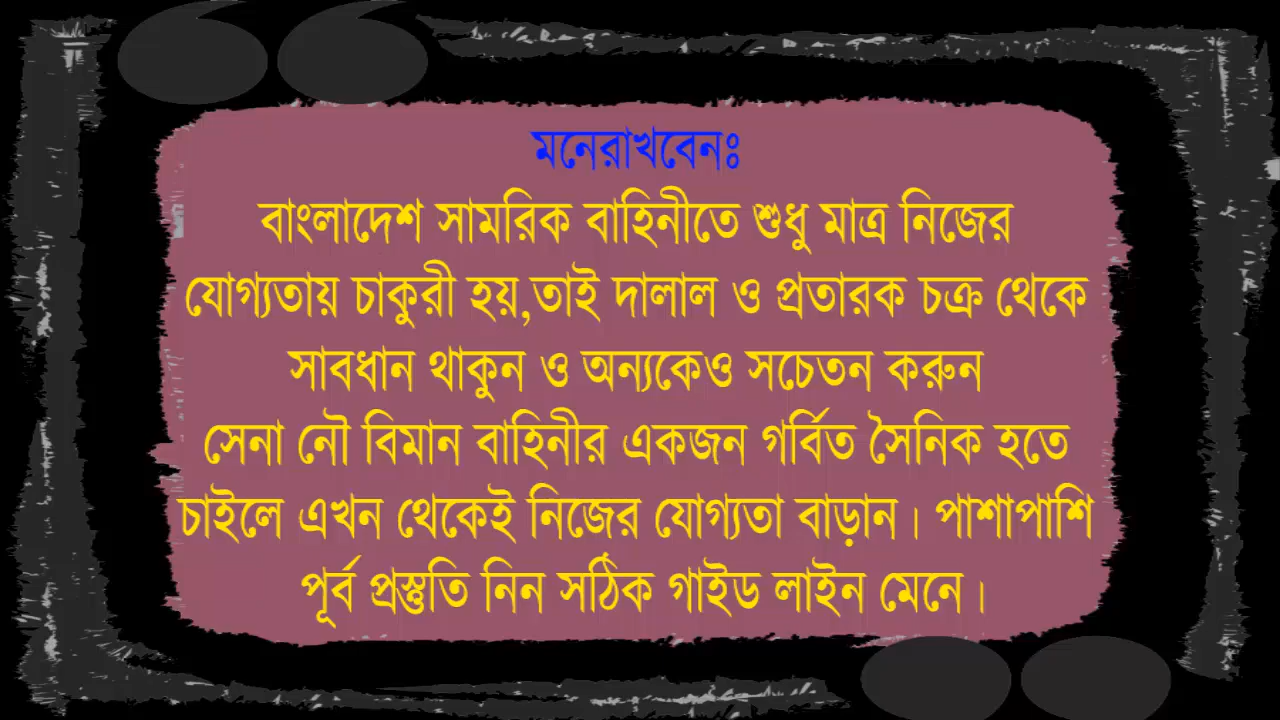 মনেরাখবেনঃ
বাংলাদেশ সামরিক বাহিনীতে শুধু মাত্র নিজের
যোগ্যতায় চাকুরী হয়,তাই দালাল ও প্রতারক চক্র থেকে
সাবধান থাকুন ও অন্যকেও সচেতন করুন
সেনা নৌ বিমান বাহিনীর একজন গর্বিত সৈনিক হতে
চাইলে এখন থেকেই নিজের যোগ্যতা বাড়ান। পাশাপাশি
পূর্ব প্রস্তুতি নিন সঠিক গাইড লাইন মেনে।